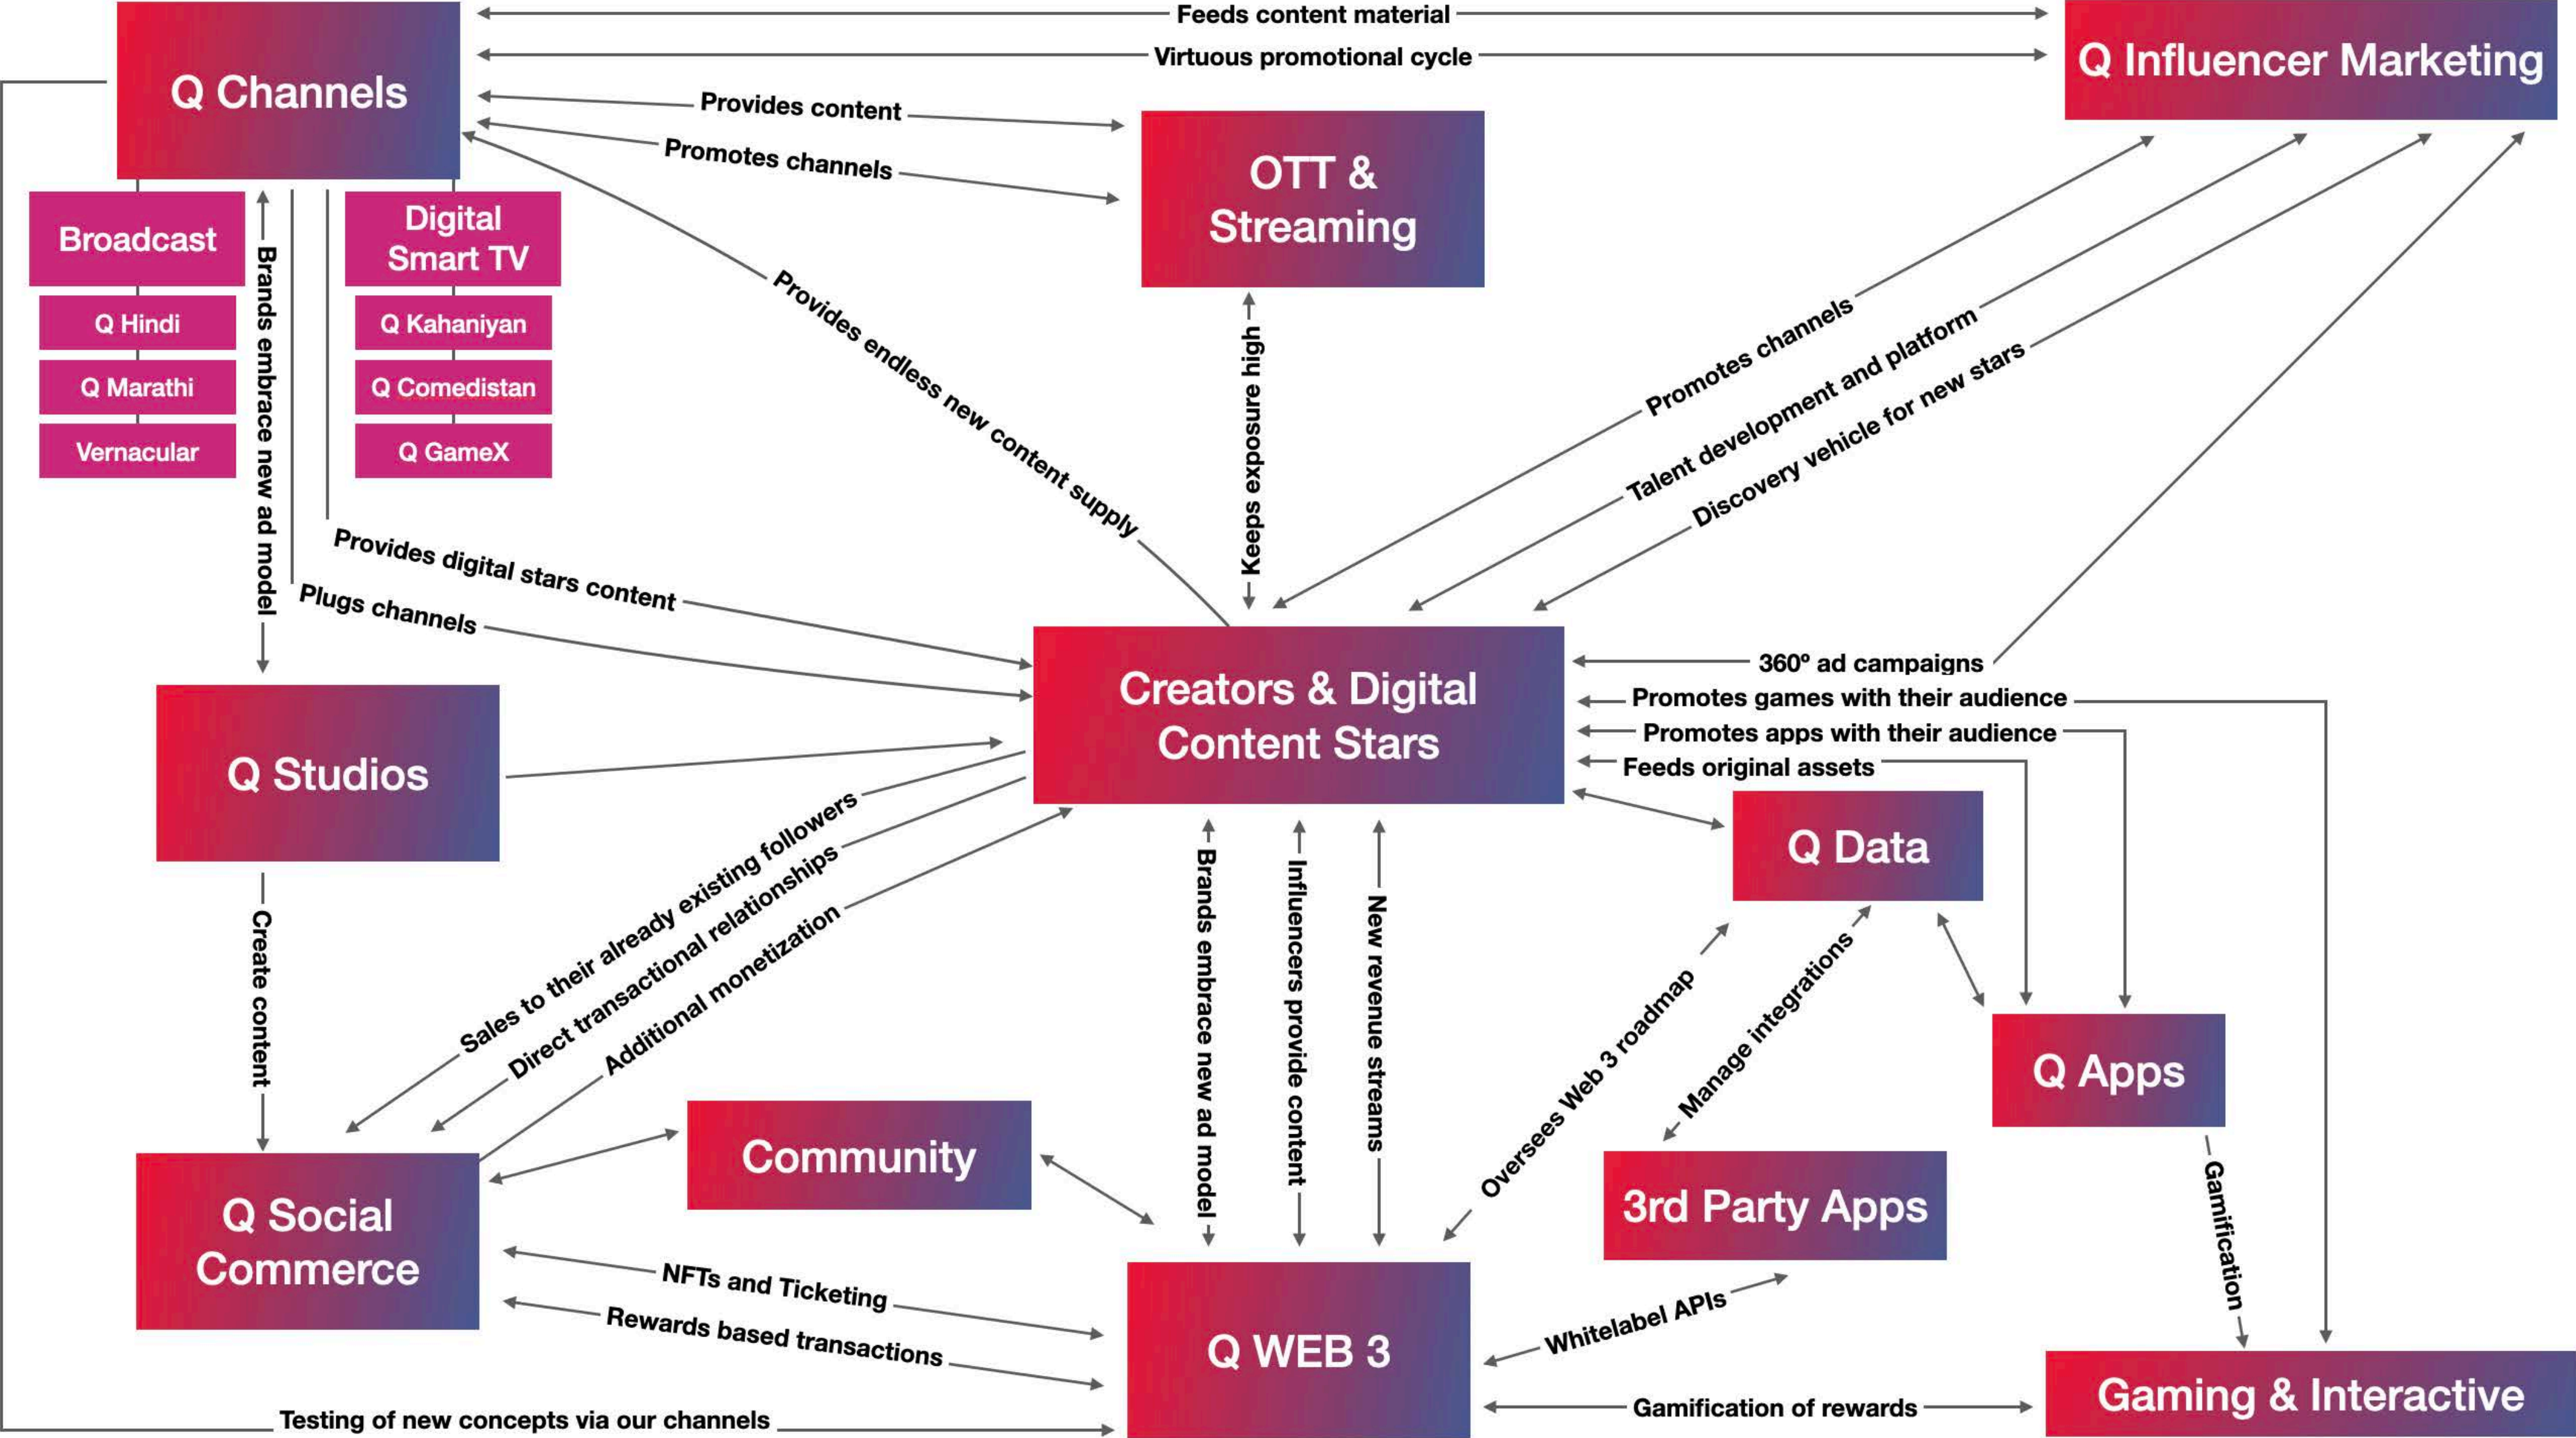 Feeds content material
Virtuous promotional cycle
Q Channels
Q Influencer Marketing
Provides content
Promotes channels
OTT &
Streaming
Broadcast
Q Hindi
Q Marathi
Vernacular
Digital
Smart TV
Q Kahaniyan
Q Comedistan
Q GameX
Brands embrace new ad model
Provides endless new content supply
Keeps exposure high
Promotes channels
Talent development and platform
Discovery vehicle for new stars
Provides digital stars content
Plugs channels
Creators & Digital
Content Stars
360º ad campaigns
Promotes games with their audience
Promotes apps with their audience
Feeds original assets
Q Studios
Q Data
Sales to their already existing followers
Direct transactional relationships
Additional monetization
Create content
Brands embrace new ad model
Influencers provide content
New revenue streams
Oversees Web 3 roadmap
Manage integrations
Q Apps
Community
3rd Party Apps
Gamification
Q Social
Commerce
NFTs and Ticketing
Rewards based transactions
Q WEB 3
Whitelabel APIs
Gaming & Interactive
Gamification of rewards
Testing of new concepts via our channels